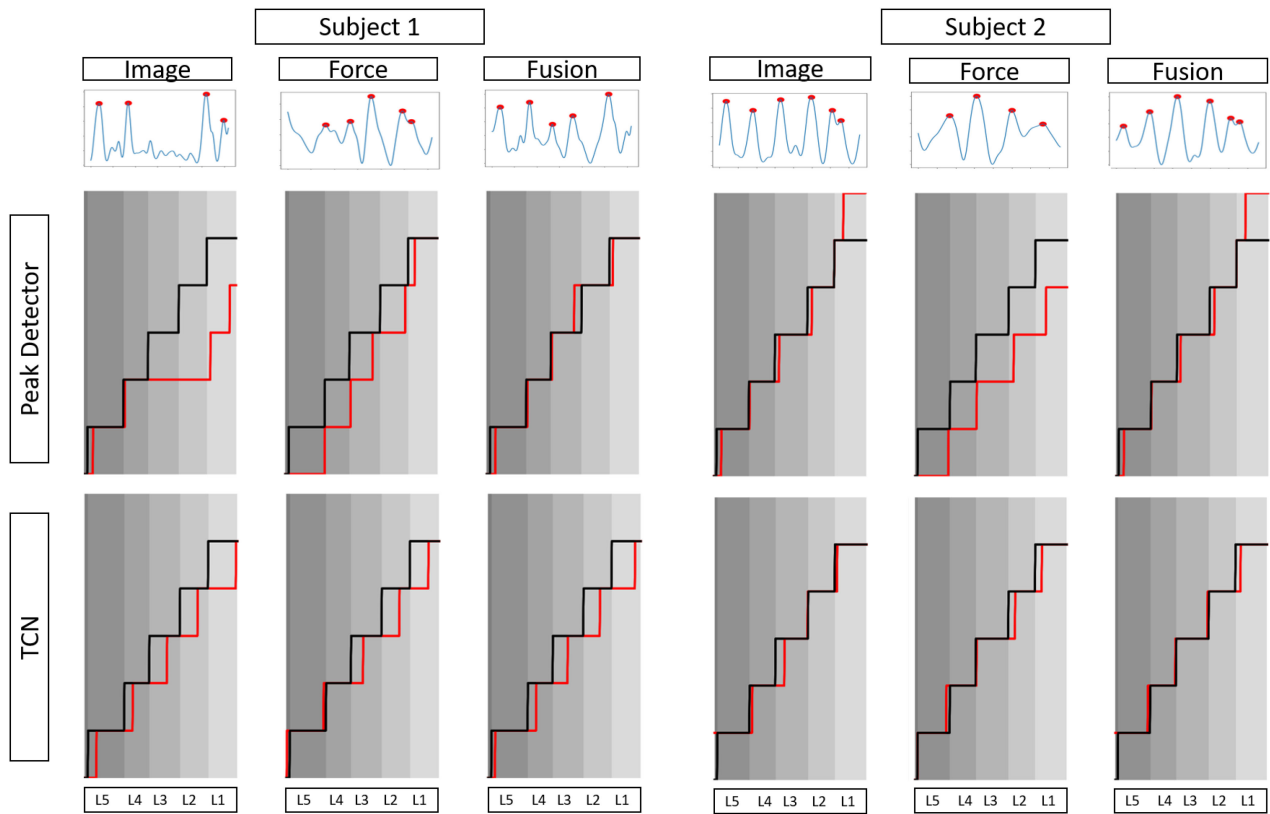 Subject 1
Subject 2
Image
Force
Fusion
Image
Force
Fusion
Peak Detector
TCN
L5 L4 L3 L2 L1
L5 L4 L3 L2 L1
L5 L4 L3 L2 L1
L5 L4 L3 L2 L1
L5 L4 L3 L2 L1
L5 L4 L3 L2 L1